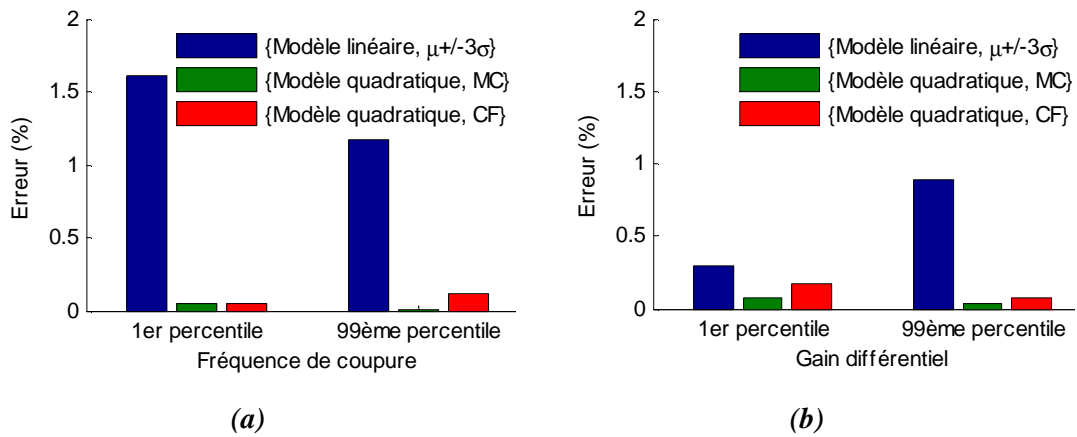 2
1.5
1
0.5
0
Erreur (%)
{Modèle linéaire, μ+/-3σ}
{Modèle quadratique, MC}
{Modèle quadratique, CF}
1er percentile
99ème percentile
Fréquence de coupure
(a)
2
1.5
1
0.5
0
Erreur (%)
{Modèle linéaire, μ+/-3σ}
{Modèle quadratique, MC}
{Modèle quadratique, CF}
1er percentile
99ème percentile
Gain différentiel
(b)